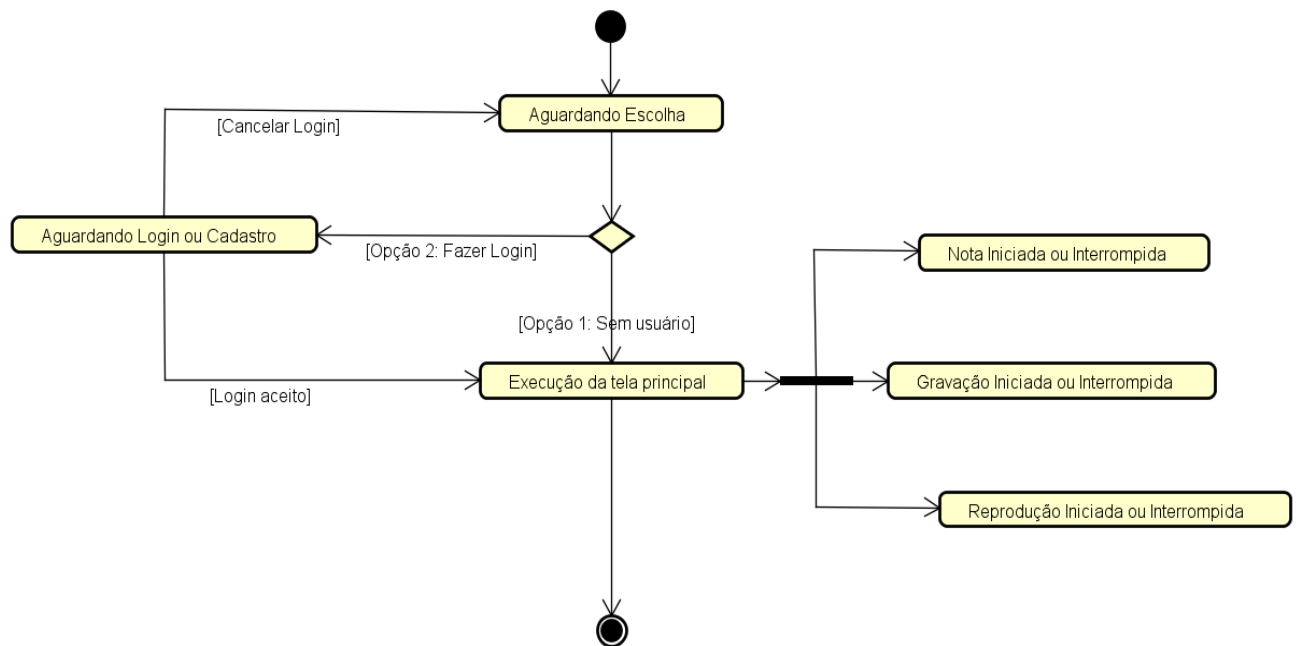 Aguardando Escolha
[Cancelar Login]
Aguardando Login ou Cadastro
[Opção 2: Fazer Login]
Nota Iniciada ou Interrompida
[Opção 1: Sem usuário]
Execução da tela principal
Gravação Iniciada ou Interrompida
[Login aceito]
Reprodução Iniciada ou Interrompida